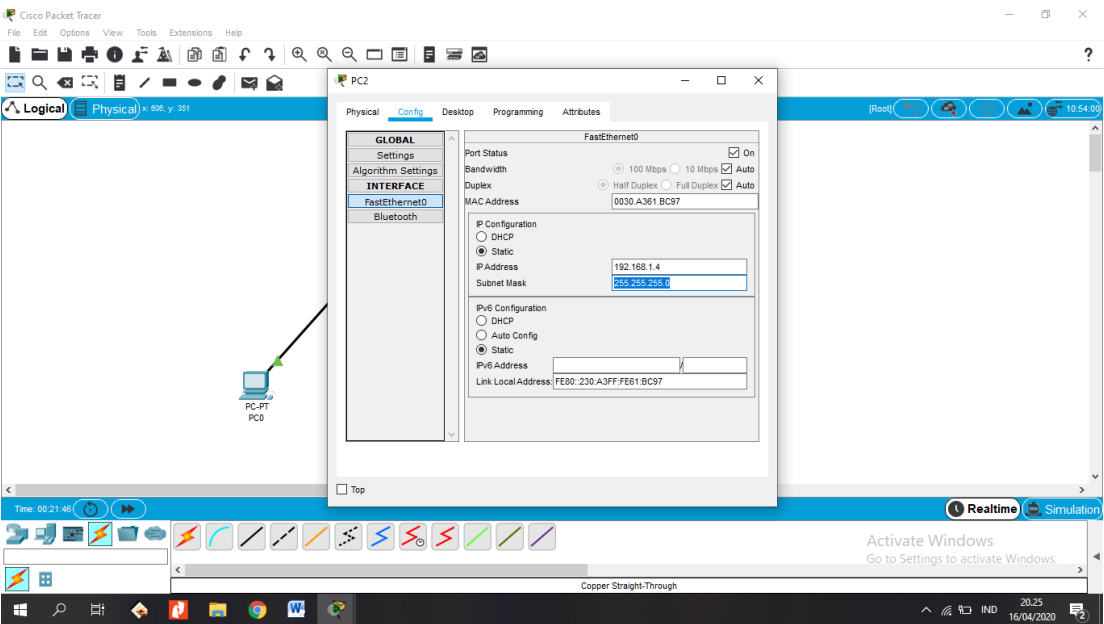 Cisco Packet Tracer
File Edit Options View Tools Extensions Help
?
PC2
Logical Physical x: 606, y: 351
[Root] 10:54:00
Physical Config Desktop Programming Attributes
GLOBAL
Settings
Algorithm Settings
INTERFACE
FastEthernet0
Bluetooth
FastEthernet0
Port Status On
Bandwidth 100 Mbps 10 Mbps Auto
Duplex Half Duplex Full Duplex Auto
MAC Address 0030.A361.BC97
IP Configuration
DHCP
Static
IP Address 192.168.1.4
Subnet Mask 255.255.255.0
IPv6 Configuration
DHCP
Auto Config
Static
IPv6 Address /
Link Local Address: FE80::230:A3FF:FE61:BC97
PC-PT
PC0
Top
Time: 00:21:46
Realtime Simulation
Activate Windows
Go to Settings to activate Windows.
Copper Straight-Through
IND
20.25
16/04/2020
2